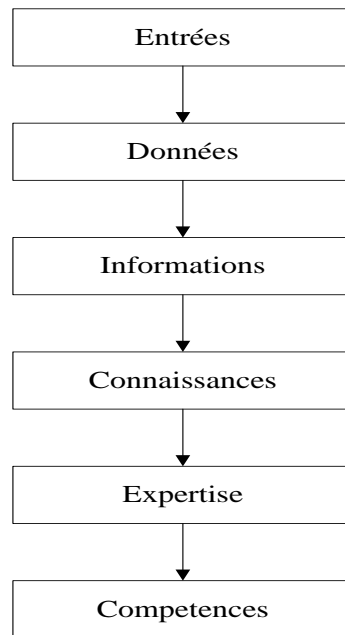 Entrées
Données
Informations
Connaissances
Expertise
Competences